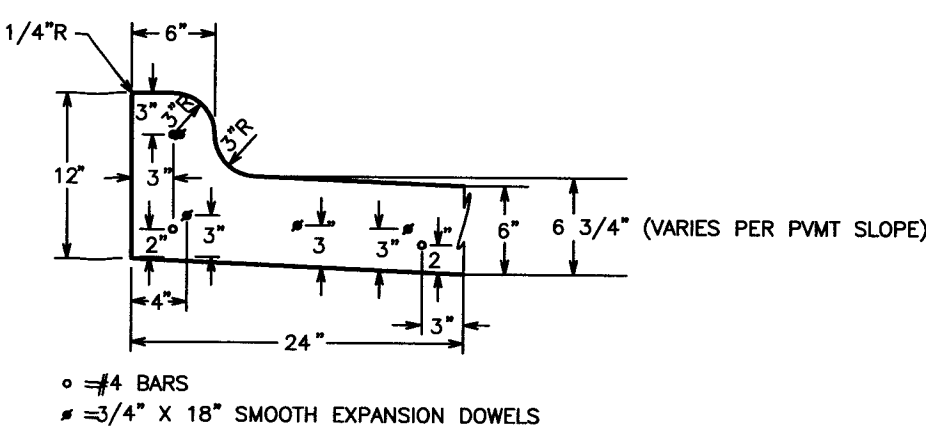 1/4"R
6"
3"
3"R
3"R
12"
3"
2"
3"
3"
3"
2"
6"
6 3/4" (VARIES PER PVMT SLOPE)
4"
3"
24"
=#4 BARS
=3/4" X 18" SMOOTH EXPANSION DOWELS